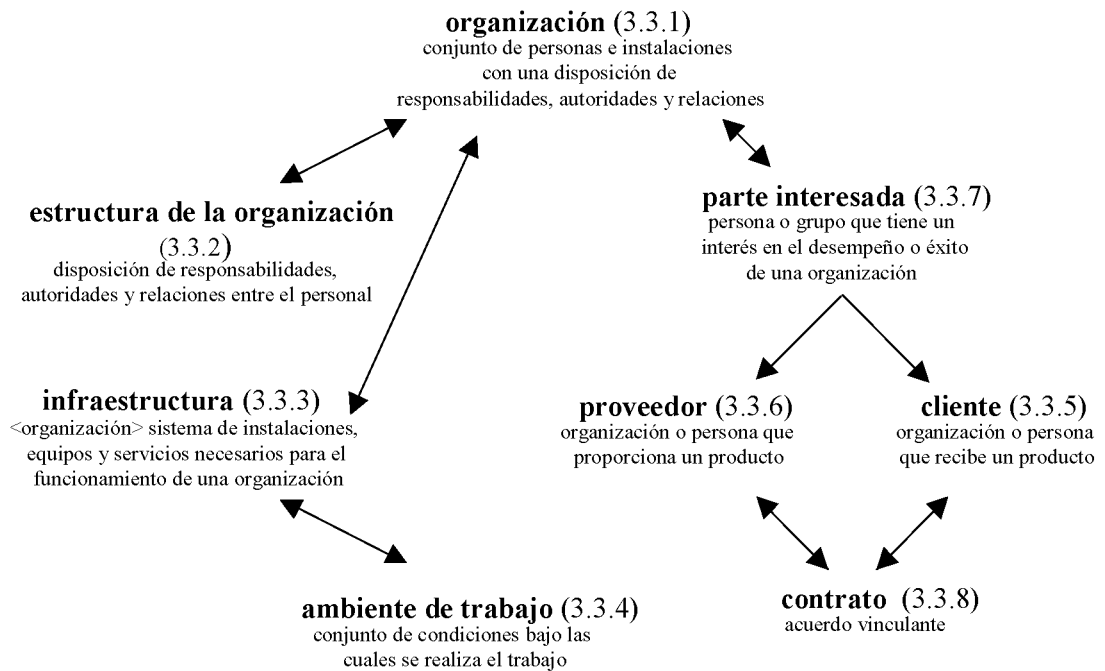 organización (3.3.1)
conjunto de personas e instalaciones
con una disposición de
responsabilidades, autoridades y relaciones
estructura de la organización
(3.3.2)
disposición de responsabilidades,
autoridades y relaciones entre el personal
parte interesada (3.3.7)
persona o grupo que tiene un
interés en el desempeño o éxito
de una organización
infraestructura (3.3.3)
<organización> sistema de instalaciones,
equipos y servicios necesarios para el
funcionamiento de una organización
proveedor (3.3.6)
organización o persona que
proporciona un producto
cliente (3.3.5)
organización o persona
que recibe un producto
ambiente de trabajo (3.3.4)
conjunto de condiciones bajo las
cuales se realiza el trabajo
contrato (3.3.8)
acuerdo vinculante